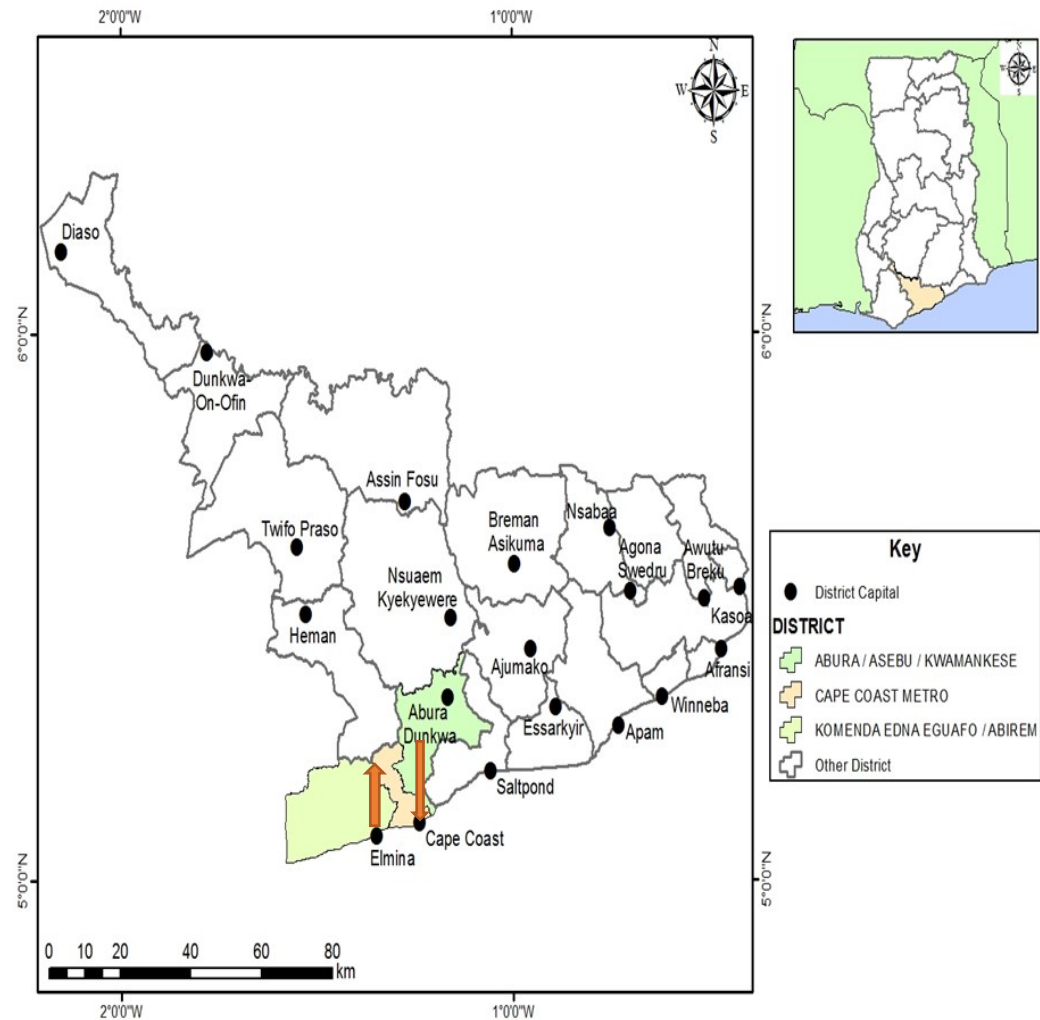 2°0'0"W
1°0'0"W
N
W
E
S
6°0'0"N
6°0'0"N
Diaso
Dunkwa-
On-Ofin
Assin Fosu
Twifo Praso
Breman
Asikuma
Nsabaa
Agona
Swedru
Awutu
Breku
Nsuaem
Kyekyewere
Kasoa
Heman
Ajumako
Afransi
Abura
Dunkwa
Essarkyir
Winneba
Apam
Saltpond
Cape Coast
Elmina
5°0'0"N
5°0'0"N
0 10 20 40 60 80
km
2°0'0"W
1°0'0"W
N
W
E
S
Key
District Capital
DISTRICT
ABURA / ASEBU / KWAMANKESE
CAPE COAST METRO
KOMENDA EDNA EGUAFO / ABIREM
Other District